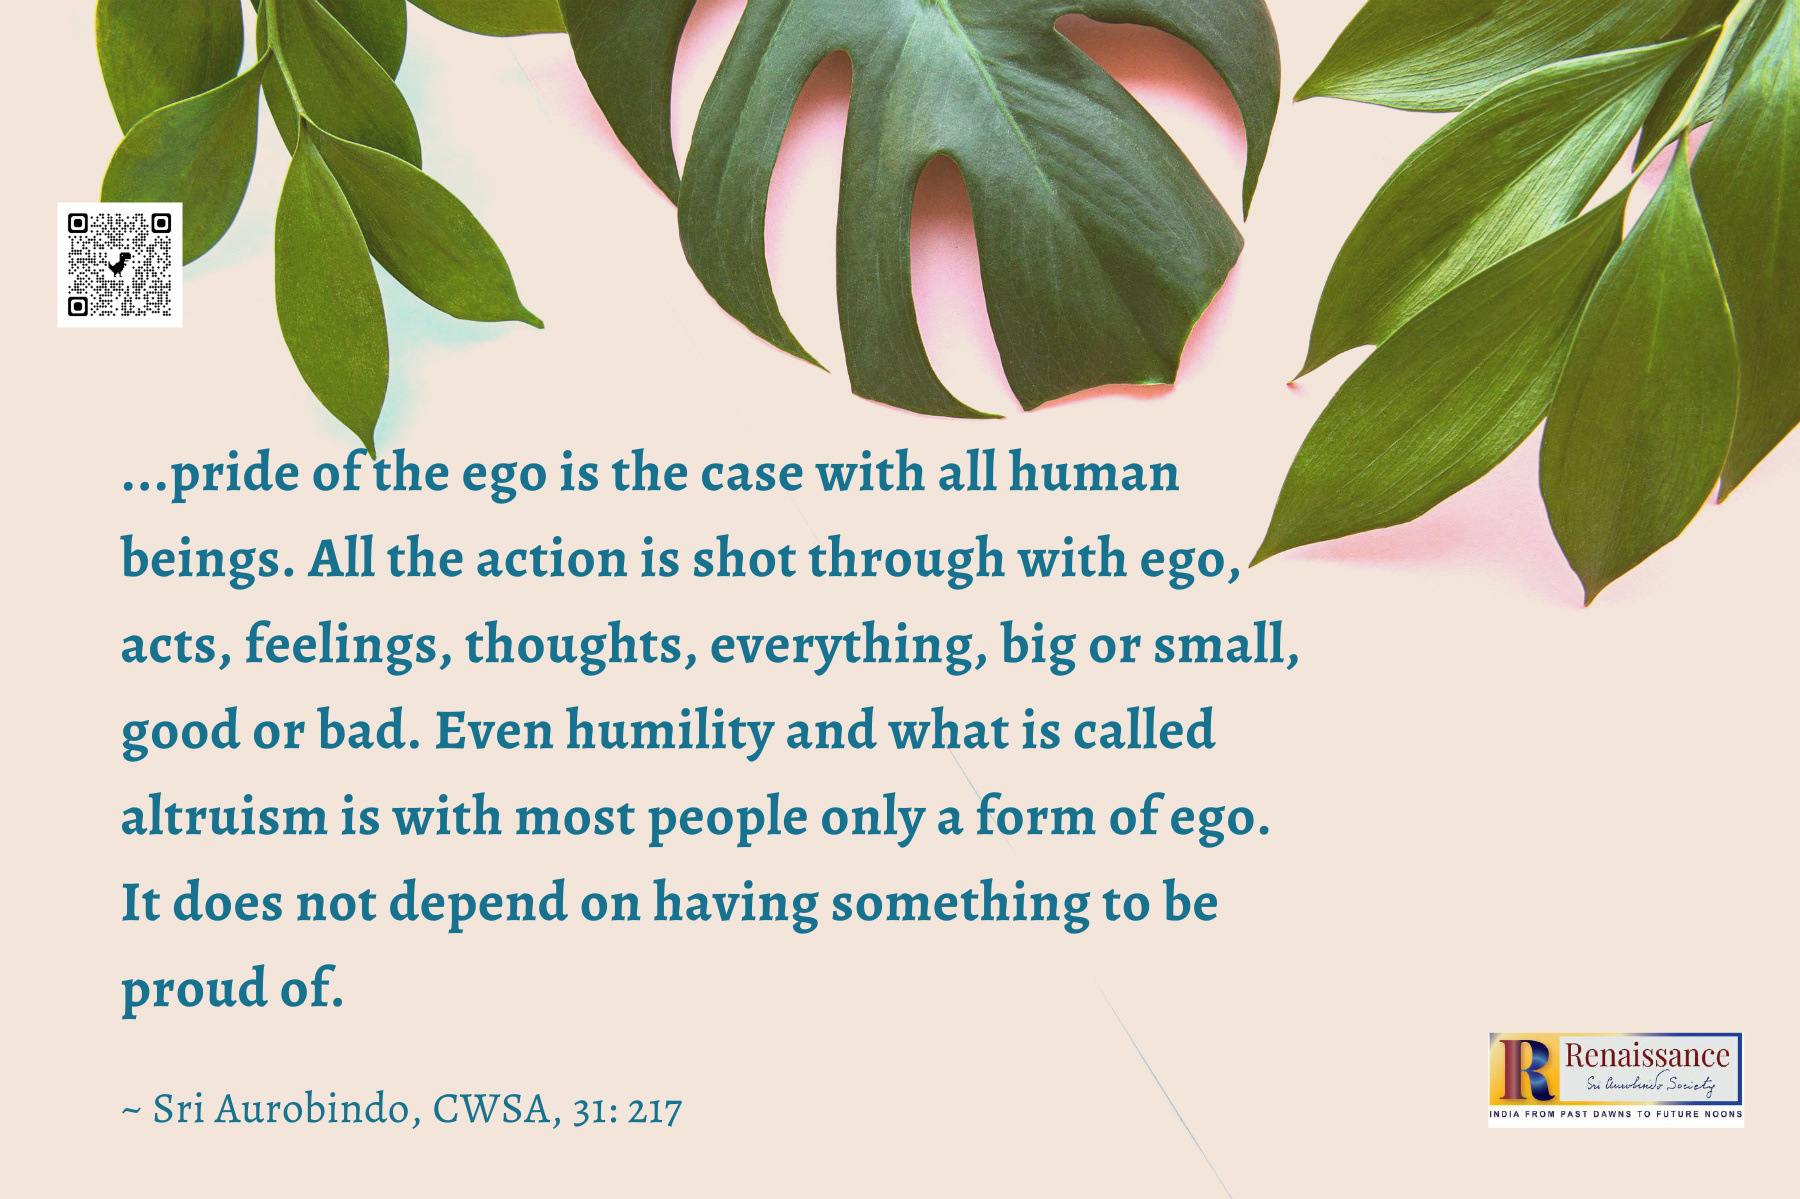 ...pride of the ego is the case with all human
beings. All the action is shot through with ego,
acts, feelings, thoughts, everything, big or small,
good or bad. Even humility and what is called
altruism is with most people only a form of ego.
It does not depend on having something to be
proud of.
~ Sri Aurobindo, CWSA, 31: 217
R Renaissance
Sri Aurobindo Society
INDIA FROM PAST DAWNS TO FUTURE NOONS